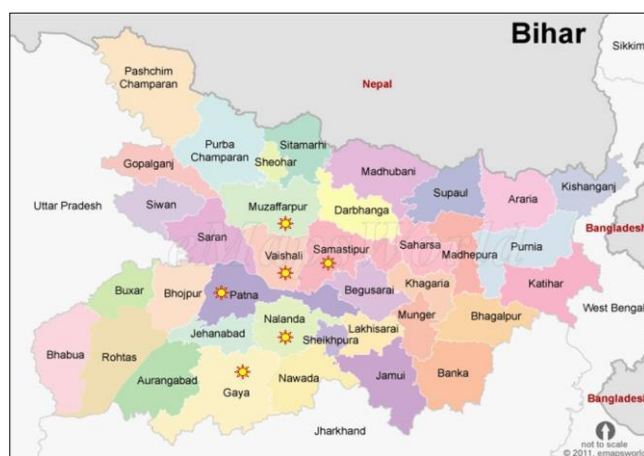 Bihar
Sikkim
Pashchim
Champaran
Nepal
Purba
Champaran
Sitamarhi
Sheohar
Gopalganj
Madhubani
Kishanganj
Uttar Pradesh
Siwan
Muzaffarpur
Darbhanga
Supaul
Araria
Bangladesh
Saran
Vaishali
Samastipur
Saharsa
Madhepura
Purnia
Katihar
Buxar
Bhojpur
Patna
Begusarai
Khagaria
West Bengal
Nalanda
Munger
Bhagalpur
Jehanabad
Sheikhpura
Lakhisarai
Bhabua
Rohtas
Aurangabad
Gaya
Nawada
Jamui
Banka
Bangladesh
Jharkhand
not to scale
© 2011, emapsworld
eMapsWorld